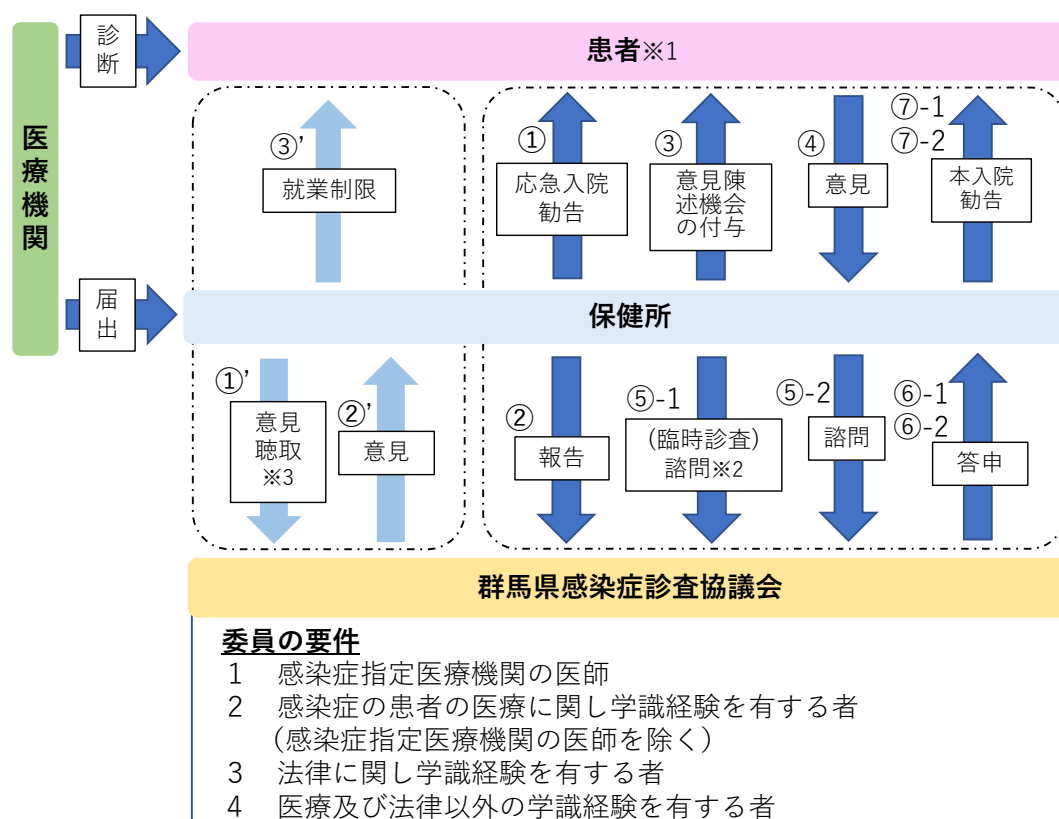 診
断
患者※1
医
療
機
関
③’
就業制限
①
応急入院
勧告
③
意見陳
述機会
の付与
④
意見
⑦-1
⑦-2
本入院
勧告
届
出
保健所
①’
意見
聴取
※3
②’
意見
②
報告
⑤-1
(臨時診査)
諮問※2
⑤-2
諮問
⑥-1
⑥-2
答申
群馬県感染症診査協議会
委員の要件
1 感染症指定医療機関の医師
2 感染症の患者の医療に関し学識経験を有する者
(感染症指定医療機関の医師を除く)
3 法律に関し学識経験を有する者
4 医療及び法律以外の学識経験を有する者